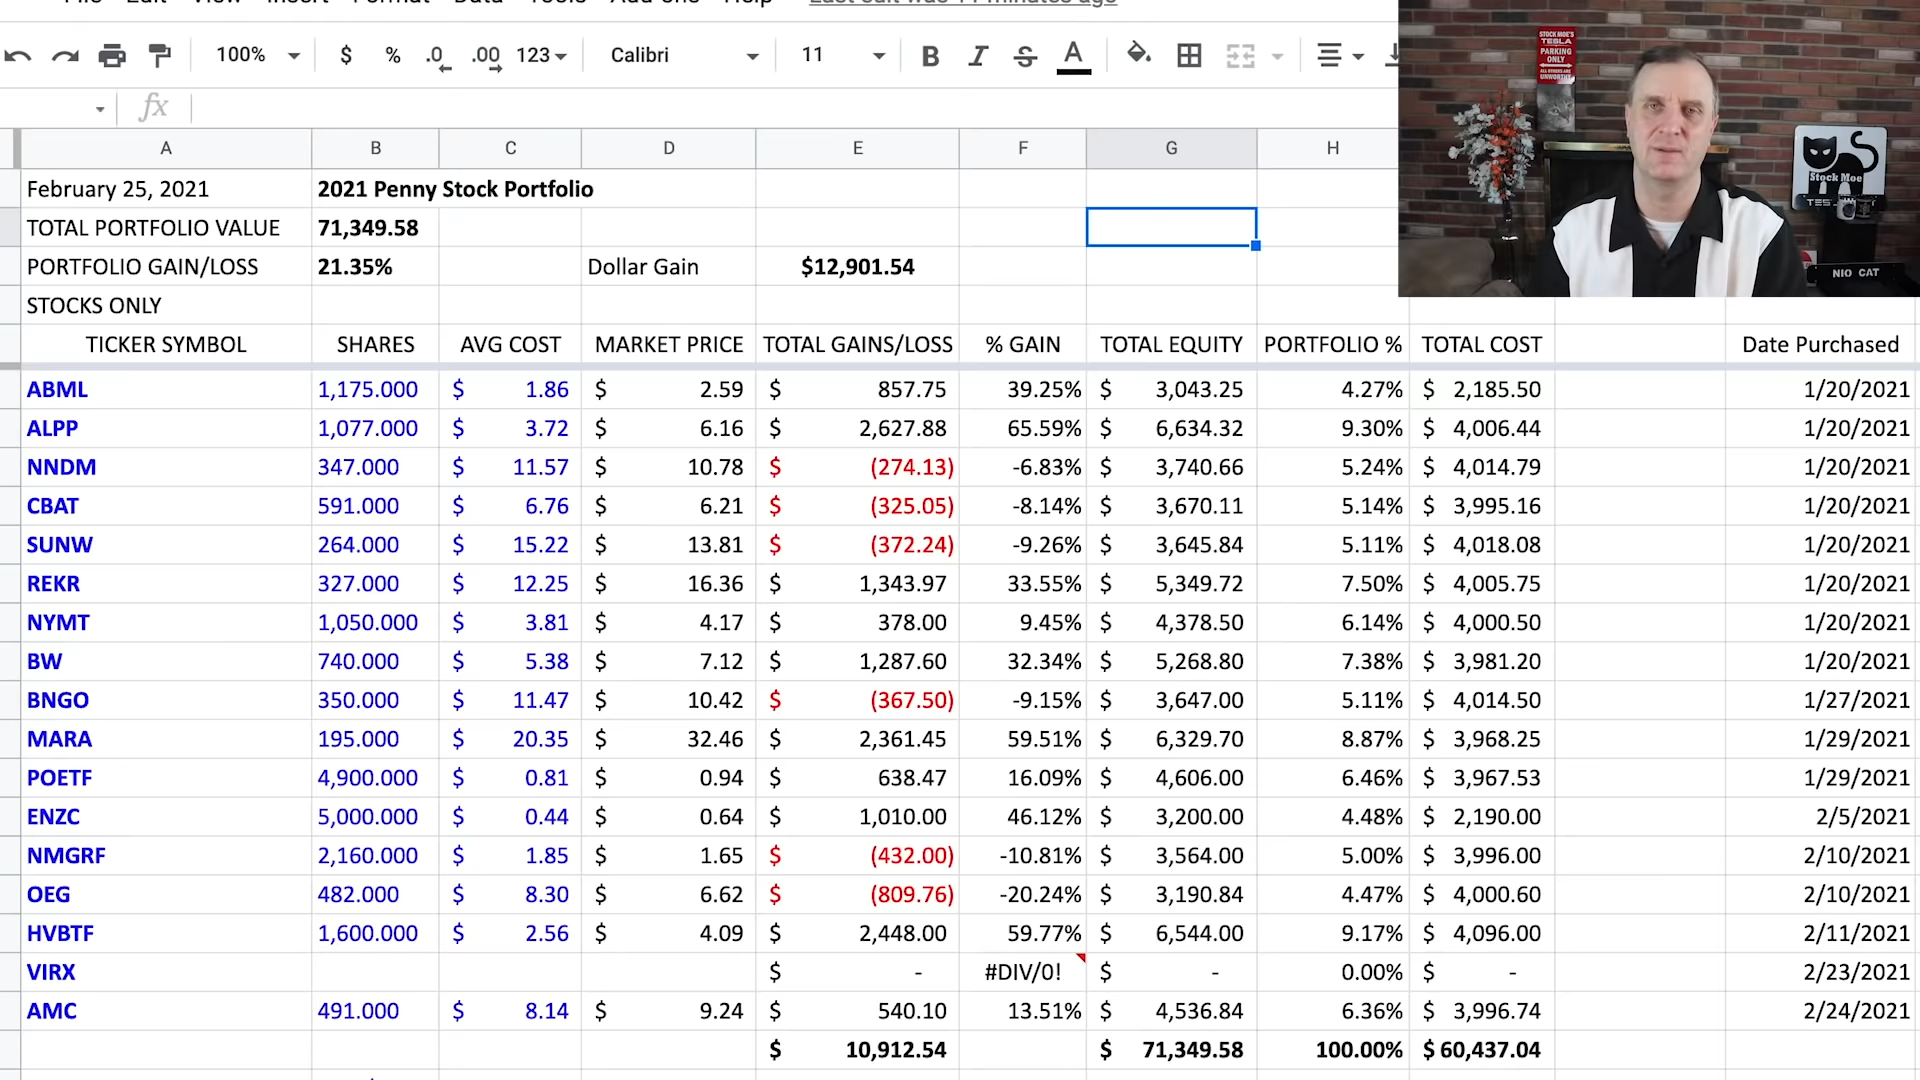 Last edit was 14 minutes ago
100% $ % .0 .00 123 Calibri 11 B I S A
fx
A B C D E F G H
February 25, 2021 2021 Penny Stock Portfolio
TOTAL PORTFOLIO VALUE 71,349.58
PORTFOLIO GAIN/LOSS 21.35% Dollar Gain $12,901.54
STOCKS ONLY
TICKER SYMBOL SHARES AVG COST MARKET PRICE TOTAL GAINS/LOSS % GAIN TOTAL EQUITY PORTFOLIO % TOTAL COST Date Purchased
ABML 1,175.000 $ 1.86 $ 2.59 $ 857.75 39.25% $ 3,043.25 4.27% $ 2,185.50 1/20/2021
ALPP 1,077.000 $ 3.72 $ 6.16 $ 2,627.88 65.59% $ 6,634.32 9.30% $ 4,006.44 1/20/2021
NNDM 347.000 $ 11.57 $ 10.78 $ (274.13) -6.83% $ 3,740.66 5.24% $ 4,014.79 1/20/2021
CBAT 591.000 $ 6.76 $ 6.21 $ (325.05) -8.14% $ 3,670.11 5.14% $ 3,995.16 1/20/2021
SUNW 264.000 $ 15.22 $ 13.81 $ (372.24) -9.26% $ 3,645.84 5.11% $ 4,018.08 1/20/2021
REKR 327.000 $ 12.25 $ 16.36 $ 1,343.97 33.55% $ 5,349.72 7.50% $ 4,005.75 1/20/2021
NYMT 1,050.000 $ 3.81 $ 4.17 $ 378.00 9.45% $ 4,378.50 6.14% $ 4,000.50 1/20/2021
BW 740.000 $ 5.38 $ 7.12 $ 1,287.60 32.34% $ 5,268.80 7.38% $ 3,981.20 1/20/2021
BNGO 350.000 $ 11.47 $ 10.42 $ (367.50) -9.15% $ 3,647.00 5.11% $ 4,014.50 1/27/2021
MARA 195.000 $ 20.35 $ 32.46 $ 2,361.45 59.51% $ 6,329.70 8.87% $ 3,968.25 1/29/2021
POETF 4,900.000 $ 0.81 $ 0.94 $ 638.47 16.09% $ 4,606.00 6.46% $ 3,967.53 1/29/2021
ENZC 5,000.000 $ 0.44 $ 0.64 $ 1,010.00 46.12% $ 3,200.00 4.48% $ 2,190.00 2/5/2021
NMGRF 2,160.000 $ 1.85 $ 1.65 $ (432.00) -10.81% $ 3,564.00 5.00% $ 3,996.00 2/10/2021
OEG 482.000 $ 8.30 $ 6.62 $ (809.76) -20.24% $ 3,190.84 4.47% $ 4,000.60 2/10/2021
HVBTF 1,600.000 $ 2.56 $ 4.09 $ 2,448.00 59.77% $ 6,544.00 9.17% $ 4,096.00 2/11/2021
VIRX $ - #DIV/0! $ - 0.00% $ - 2/23/2021
AMC 491.000 $ 8.14 $ 9.24 $ 540.10 13.51% $ 4,536.84 6.36% $ 3,996.74 2/24/2021
$ 10,912.54 $ 71,349.58 100.00% $ 60,437.04
STOCK MOE'S
TESLA
PARKING
ONLY
ALL OTHERS ARE
UNWORTHY
Stock Moe
NIO CAT